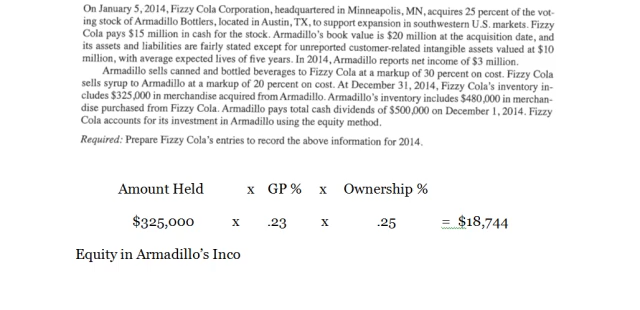 On January 5, 2014, Fizzy Cola Corporation, headquartered in Minneapolis, MN, acquires 25 percent of the vot-
ing stock of Armadillo Bottlers, located in Austin, TX, to support expansion in southwestern U.S. markets. Fizzy
Cola pays $15 million in cash for the stock. Armadillo's book value is $20 million at the acquisition date, and
its assets and liabilities are fairly stated except for unreported customer-related intangible assets valued at $10
million, with average expected lives of five years. In 2014, Armadillo reports net income of $3 million.
Armadillo sells canned and bottled beverages to Fizzy Cola at a markup of 30 percent on cost. Fizzy Cola
sells syrup to Armadillo at a markup of 20 percent on cost. At December 31, 2014, Fizzy Cola's inventory in-
cludes $325,000 in merchandise acquired from Armadillo. Armadillo's inventory includes $480,000 in merchan-
dise purchased from Fizzy Cola. Armadillo pays total cash dividends of $500,000 on December 1, 2014. Fizzy
Cola accounts for its investment in Armadillo using the equity method.
Required: Prepare Fizzy Cola's entries to record the above information for 2014.
Amount Held x GP % x Ownership %
$325,000 x .23 x .25 = $18,744
Equity in Armadillo's Inco